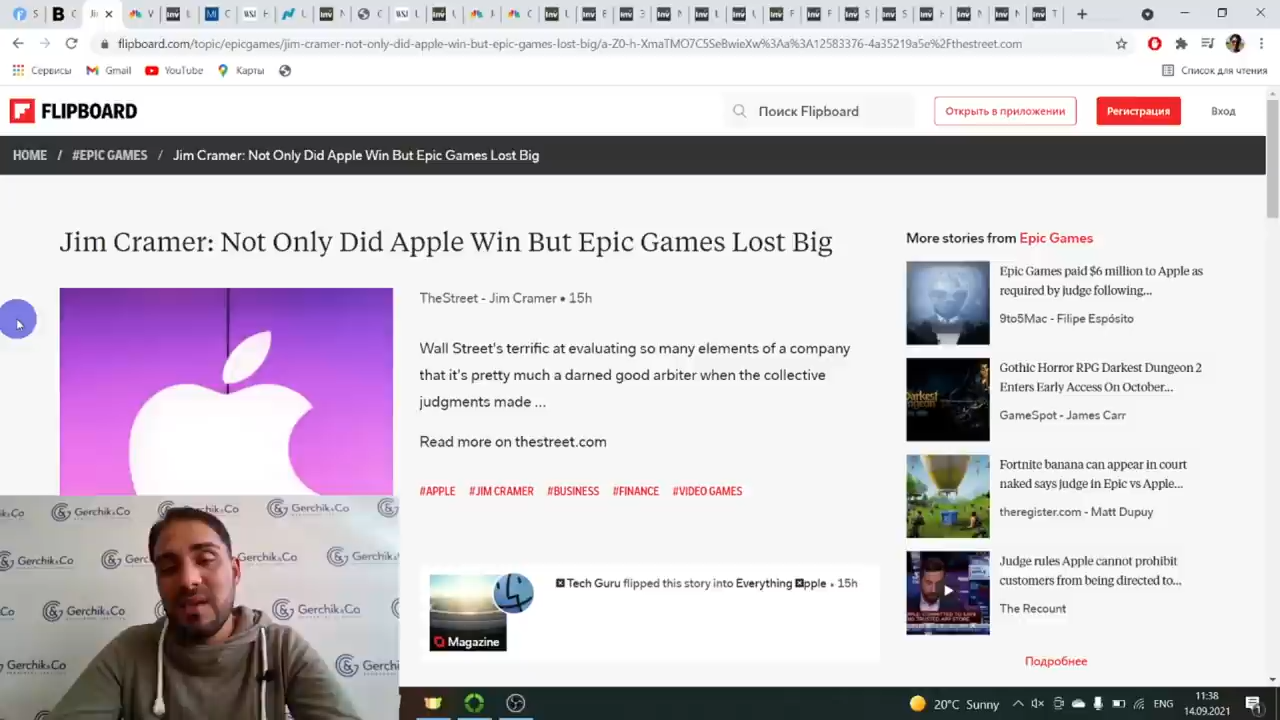 flipboard.com/topic/epicgames/jim-cramer-not-only-did-apple-win-but-epic-games-lost-big/a-Z0-h-XmaTMO7C5SeBwieXw%3Aa%3A12583376-4a35219a5e%2Fthestreet.com
Сервисы
Gmail
YouTube
Карты
Список для чтения
FLIPBOARD
Поиск Flipboard
Открыть в приложении
Регистрация
Вход
HOME / #EPIC GAMES / Jim Cramer: Not Only Did Apple Win But Epic Games Lost Big
Jim Cramer: Not Only Did Apple Win But Epic Games Lost Big
TheStreet - Jim Cramer • 15h
Wall Street's terrific at evaluating so many elements of a company
that it's pretty much a darned good arbiter when the collective
judgments made ...
Read more on thestreet.com
#APPLE #JIM CRAMER #BUSINESS #FINANCE #VIDEO GAMES
Magazine
Tech Guru flipped this story into Everything Apple • 15h
More stories from Epic Games
Epic Games paid $6 million to Apple as
required by judge following...
9to5Mac - Filipe Espósito
Gothic Horror RPG Darkest Dungeon 2
Enters Early Access On October...
GameSpot - James Carr
Fortnite banana can appear in court
naked says judge in Epic vs Apple...
theregister.com - Matt Dupuy
Judge rules Apple cannot prohibit
customers from being directed to...
The Recount
Подробнее
Gerchik&Co
Gerchik&Co
Gerchik&Co
Gerchik&Co
Gerchik&Co
20°C Sunny
ENG
11:38
14.09.2021